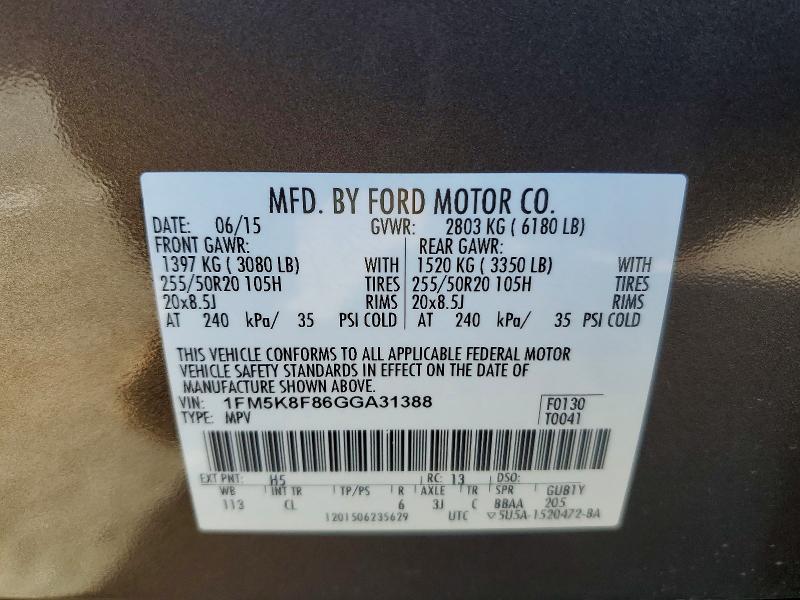 MFD. BY FORD MOTOR CO.
DATE: 06/15 GVWR: 2803 KG ( 6180 LB)
FRONT GAWR: REAR GAWR:
1397 KG ( 3080 LB) WITH 1520 KG ( 3350 LB) WITH
255/50R20 105H TIRES 255/50R20 105H TIRES
20x8.5J RIMS 20x8.5J RIMS
AT 240 kPa/ 35 PSI COLD AT 240 kPa/ 35 PSI COLD
THIS VEHICLE CONFORMS TO ALL APPLICABLE FEDERAL MOTOR
VEHICLE SAFETY STANDARDS IN EFFECT ON THE DATE OF
MANUFACTURE SHOWN ABOVE.
VIN: 1FM5K8F86GGA31388 F0130
TYPE: MPV T0041
EXT PNT: H5 RC: 13 DSO:
WB INT TR TP/PS R AXLE TR SPR GUB1Y
113 CL 6 3J C BBAA 205
1201506235629 UTC ▽5U5A-1520472-BA